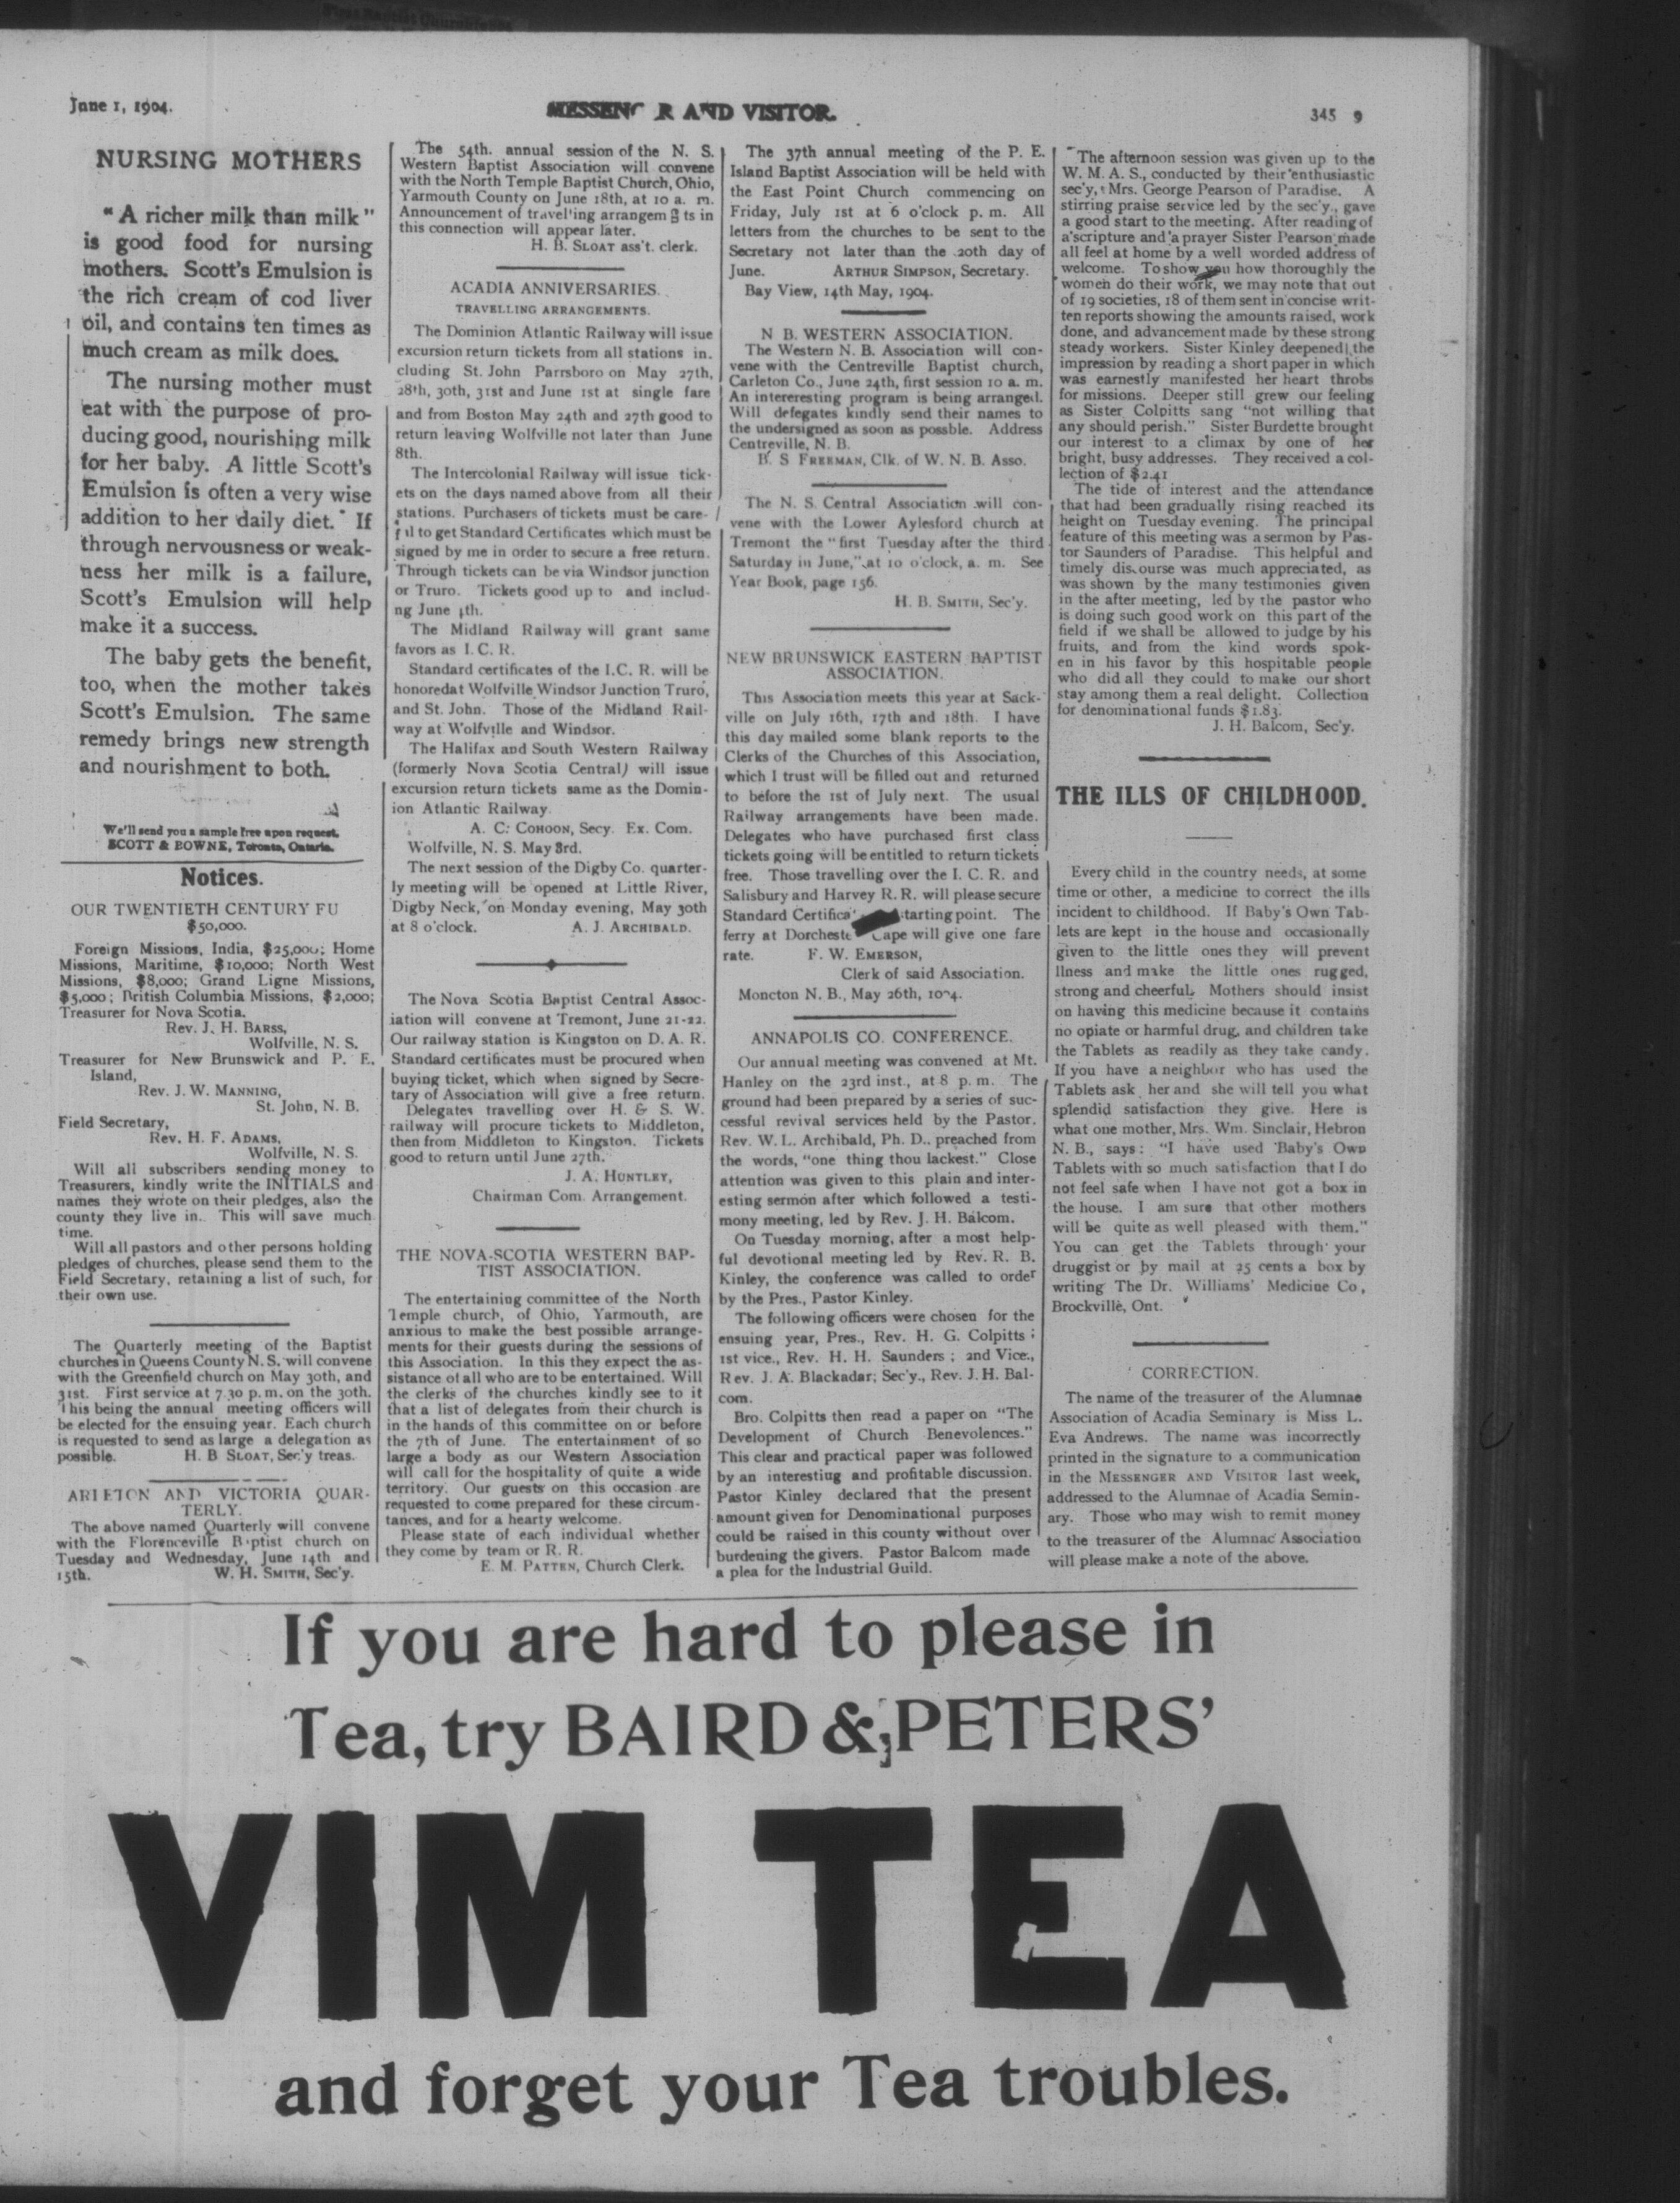 June 1, 1904.
MESSENG R AND VISITOR.
345 9
NURSING MOTHERS
"A richer milk than milk"
is good food for nursing
mothers. Scott's Emulsion is
the rich cream of cod liver
oil, and contains ten times as
much cream as milk does.
The nursing mother must
eat with the purpose of pro-
ducing good, nourishing milk
for her baby. A little Scott's
Emulsion is often a very wise
addition to her daily diet. If
through nervousness or weak-
ness her milk is a failure,
Scott's Emulsion will help
make it a success.
The baby gets the benefit,
too, when the mother takes
Scott's Emulsion. The same
remedy brings new strength
and nourishment to both.
We'll send you a sample free upon request.
SCOTT & BOWNE, Toronto, Ontario.
Notices.
OUR TWENTIETH CENTURY FU
$50,000.
Foreign Missions, India, $25,000; Home
Missions, Maritime, $10,000; North West
Missions, $8,000; Grand Ligne Missions,
$5,000; British Columbia Missions, $2,000;
Treasurer for Nova Scotia.
Rev. J. H. BARSS,
Wolfville, N. S.
Treasurer for New Brunswick and P. E.
Island,
Rev. J. W. MANNING,
St. John, N. B.
Field Secretary,
Rev. H. F. ADAMS,
Wolfville, N. S.
Will all subscribers sending money to
Treasurers, kindly write the INITIALS and
names they wrote on their pledges, also the
county they live in. This will save much
time.
Will all pastors and other persons holding
pledges of churches, please send them to the
Field Secretary, retaining a list of such, for
their own use.
The Quarterly meeting of the Baptist
churches in Queens County N. S. will convene
with the Greenfield church on May 30th, and
31st. First service at 7.30 p. m. on the 30th.
This being the annual meeting officers will
be elected for the ensuing year. Each church
is requested to send as large a delegation as
possible. H. B SLOAT, Sec'y treas.
ARLETON AND VICTORIA QUAR-
TERLY.
The above named Quarterly will convene
with the Florenceville B ptist church on
Tuesday and Wednesday, June 14th and
15th. W. H. SMITH, Sec'y.
The 54th. annual session of the N. S.
Western Baptist Association will convene
with the North Temple Baptist Church, Ohio,
Yarmouth County on June 18th, at 10 a. m.
Announcement of travel'ing arrangem ts in
this connection will appear later.
H. B. SLOAT ass't. clerk.
ACADIA ANNIVERSARIES.
TRAVELLING ARRANGEMENTS.
The Dominion Atlantic Railway will issue
excursion return tickets from all stations in.
cluding St. John Parrsboro on May 27th,
28th, 30th, 31st and June 1st at single fare
and from Boston May 24th and 27th good to
return leaving Wolfville not later than June
8th.
The Intercolonial Railway will issue tick-
ets on the days named above from all their
stations. Purchasers of tickets must be care-
ful to get Standard Certificates which must be
signed by me in order to secure a free return.
Through tickets can be via Windsor junction
or Truro. Tickets good up to and includ-
ng June 4th.
The Midland Railway will grant same
favors as I. C. R.
Standard certificates of the I.C. R. will be
honoredat Wolfville Windsor Junction Truro,
and St. John. Those of the Midland Rail-
way at Wolfville and Windsor.
The Halifax and South Western Railway
(formerly Nova Scotia Central) will issue
excursion return tickets same as the Domin-
ion Atlantic Railway.
A. C. COHOON, Secy. Ex. Com.
Wolfville, N. S. May 3rd.
The next session of the Digby Co. quarter-
ly meeting will be opened at Little River,
Digby Neck, on Monday evening, May 30th
at 8 o'clock. A. J. ARCHIBALD.
The Nova Scotia Baptist Central Assoc-
iation will convene at Tremont, June 21-22.
Our railway station is Kingston on D. A. R.
Standard certificates must be procured when
buying ticket, which when signed by Secre-
tary of Association will give a free return.
Delegates travelling over H. & S. W.
railway will procure tickets to Middleton,
then from Middleton to Kingston. Tickets
good to return until June 27th.
J. A. HUNTLEY,
Chairman Com. Arrangement.
THE NOVA-SCOTIA WESTERN BAP-
TIST ASSOCIATION.
The entertaining committee of the North
Temple church, of Ohio, Yarmouth, are
anxious to make the best possible arrange-
ments for their guests during the sessions of
this Association. In this they expect the as-
sistance of all who are to be entertained. Will
the clerks of the churches kindly see to it
that a list of delegates from their church is
in the hands of this committee on or before
the 7th of June. The entertainment of so
large a body as our Western Association
will call for the hospitality of quite a wide
territory. Our guests on this occasion are
requested to come prepared for these circum-
tances, and for a hearty welcome.
Please state of each individual whether
they come by team or R. R.
E. M. PATTEN, Church Clerk.
The 37th annual meeting of the P. E.
Island Baptist Association will be held with
the East Point Church commencing on
Friday, July 1st at 6 o'clock p. m. All
letters from the churches to be sent to the
Secretary not later than the 20th day of
June. ARTHUR SIMPSON, Secretary.
Bay View, 14th May, 1904.
N B. WESTERN ASSOCIATION.
The Western N. B. Association will con-
vene with the Centreville Baptist church,
Carleton Co., June 24th, first session 10 a. m.
An intereresting program is being arranged.
Will defegates kindly send their names to
the undersigned as soon as possble. Address
Centreville, N. B.
B. S FREEMAN, Clk. of W. N. B. Asso.
The N. S. Central Association will con-
vene with the Lower Aylesford church at
Tremont the "first Tuesday after the third
Saturday in June," at 10 o'clock, a. m. See
Year Book, page 156.
H. B. SMITH, Sec'y.
NEW BRUNSWICK EASTERN BAPTIST
ASSOCIATION.
This Association meets this year at Sack-
ville on July 16th, 17th and 18th. I have
this day mailed some blank reports to the
Clerks of the Churches of this Association,
which I trust will be filled out and returned
to before the 1st of July next. The usual
Railway arrangements have been made.
Delegates who have purchased first class
tickets going will be entitled to return tickets
free. Those travelling over the I. C. R. and
Salisbury and Harvey R. R. will please secure
Standard Certifica tarting point. The
ferry at Dorcheste Cape will give one fare
rate. F. W. EMERSON,
Clerk of said Association.
Moncton N. B., May 26th, 1904.
ANNAPOLIS CO. CONFERENCE.
Our annual meeting was convened at Mt.
Hanley on the 23rd inst., at 8 p. m. The
ground had been prepared by a series of suc-
cessful revival services held by the Pastor.
Rev. W. L. Archibald, Ph. D., preached from
the words, "one thing thou lackest." Close
attention was given to this plain and inter-
esting sermon after which followed a testi-
mony meeting, led by Rev. J. H. Balcom.
On Tuesday morning, after a most help-
ful devotional meeting led by Rev. R. B.
Kinley, the conference was called to order
by the Pres., Pastor Kinley.
The following officers were chosen for the
ensuing year, Pres., Rev. H. G. Colpitts;
1st vice., Rev. H. H. Saunders; 2nd Vice.,
Rev. J. A. Blackadar; Sec'y., Rev. J. H. Bal-
com.
Bro. Colpitts then read a paper on "The
Development of Church Benevolences."
This clear and practical paper was followed
by an interestiug and profitable discussion.
Pastor Kinley declared that the present
amount given for Denominational purposes
could be raised in this county without over
burdening the givers. Pastor Balcom made
a plea for the Industrial Guild.
The afternoon session was given up to the
W. M. A. S., conducted by their enthusiastic
sec'y, Mrs. George Pearson of Paradise. A
stirring praise service led by the sec'y., gave
a good start to the meeting. After reading of
a scripture and a prayer Sister Pearson made
all feel at home by a well worded address of
welcome. To show you how thoroughly the
women do their work, we may note that out
of 19 societies, 18 of them sent in concise writ-
ten reports showing the amounts raised, work
done, and advancement made by these strong
steady workers. Sister Kinley deepened the
impression by reading a short paper in which
was earnestly manifested her heart throbs
for missions. Deeper still grew our feeling
as Sister Colpitts sang "not willing that
any should perish." Sister Burdette brought
our interest to a climax by one of her
bright, busy addresses. They received a col-
lection of $2.41
The tide of interest and the attendance
that had been gradually rising reached its
height on Tuesday evening. The principal
feature of this meeting was a sermon by Pas-
tor Saunders of Paradise. This helpful and
timely discourse was much appreciated, as
was shown by the many testimonies given
in the after meeting, led by the pastor who
is doing such good work on this part of the
field if we shall be allowed to judge by his
fruits, and from the kind words spok-
en in his favor by this hospitable people
who did all they could to make our short
stay among them a real delight. Collection
for denominational funds $1.83.
J. H. Balcom, Sec'y.
THE ILLS OF CHILDHOOD.
Every child in the country needs, at some
time or other, a medicine to correct the ills
incident to childhood. If Baby's Own Tab-
lets are kept in the house and occasionally
given to the little ones they will prevent
llness and make the little ones rugged,
strong and cheerful. Mothers should insist
on having this medicine because it contains
no opiate or harmful drug, and children take
the Tablets as readily as they take candy.
If you have a neighbor who has used the
Tablets ask her and she will tell you what
splendid satisfaction they give. Here is
what one mother, Mrs. Wm. Sinclair, Hebron
N. B., says: "I have used Baby's Own
Tablets with so much satisfaction that I do
not feel safe when I have not got a box in
the house. I am sure that other mothers
will be quite as well pleased with them."
You can get the Tablets through your
druggist or by mail at 25 cents a box by
writing The Dr. Williams' Medicine Co,
Brockville, Ont.
CORRECTION.
The name of the treasurer of the Alumnae
Association of Acadia Seminary is Miss L.
Eva Andrews. The name was incorrectly
printed in the signature to a communication
in the MESSENGER AND VISITOR last week,
addressed to the Alumnae of Acadia Semin-
ary. Those who may wish to remit money
to the treasurer of the Alumnae Association
will please make a note of the above.
If you are hard to please in
Tea, try BAIRD & PETERS'
VIM TEA
and forget your Tea troubles.